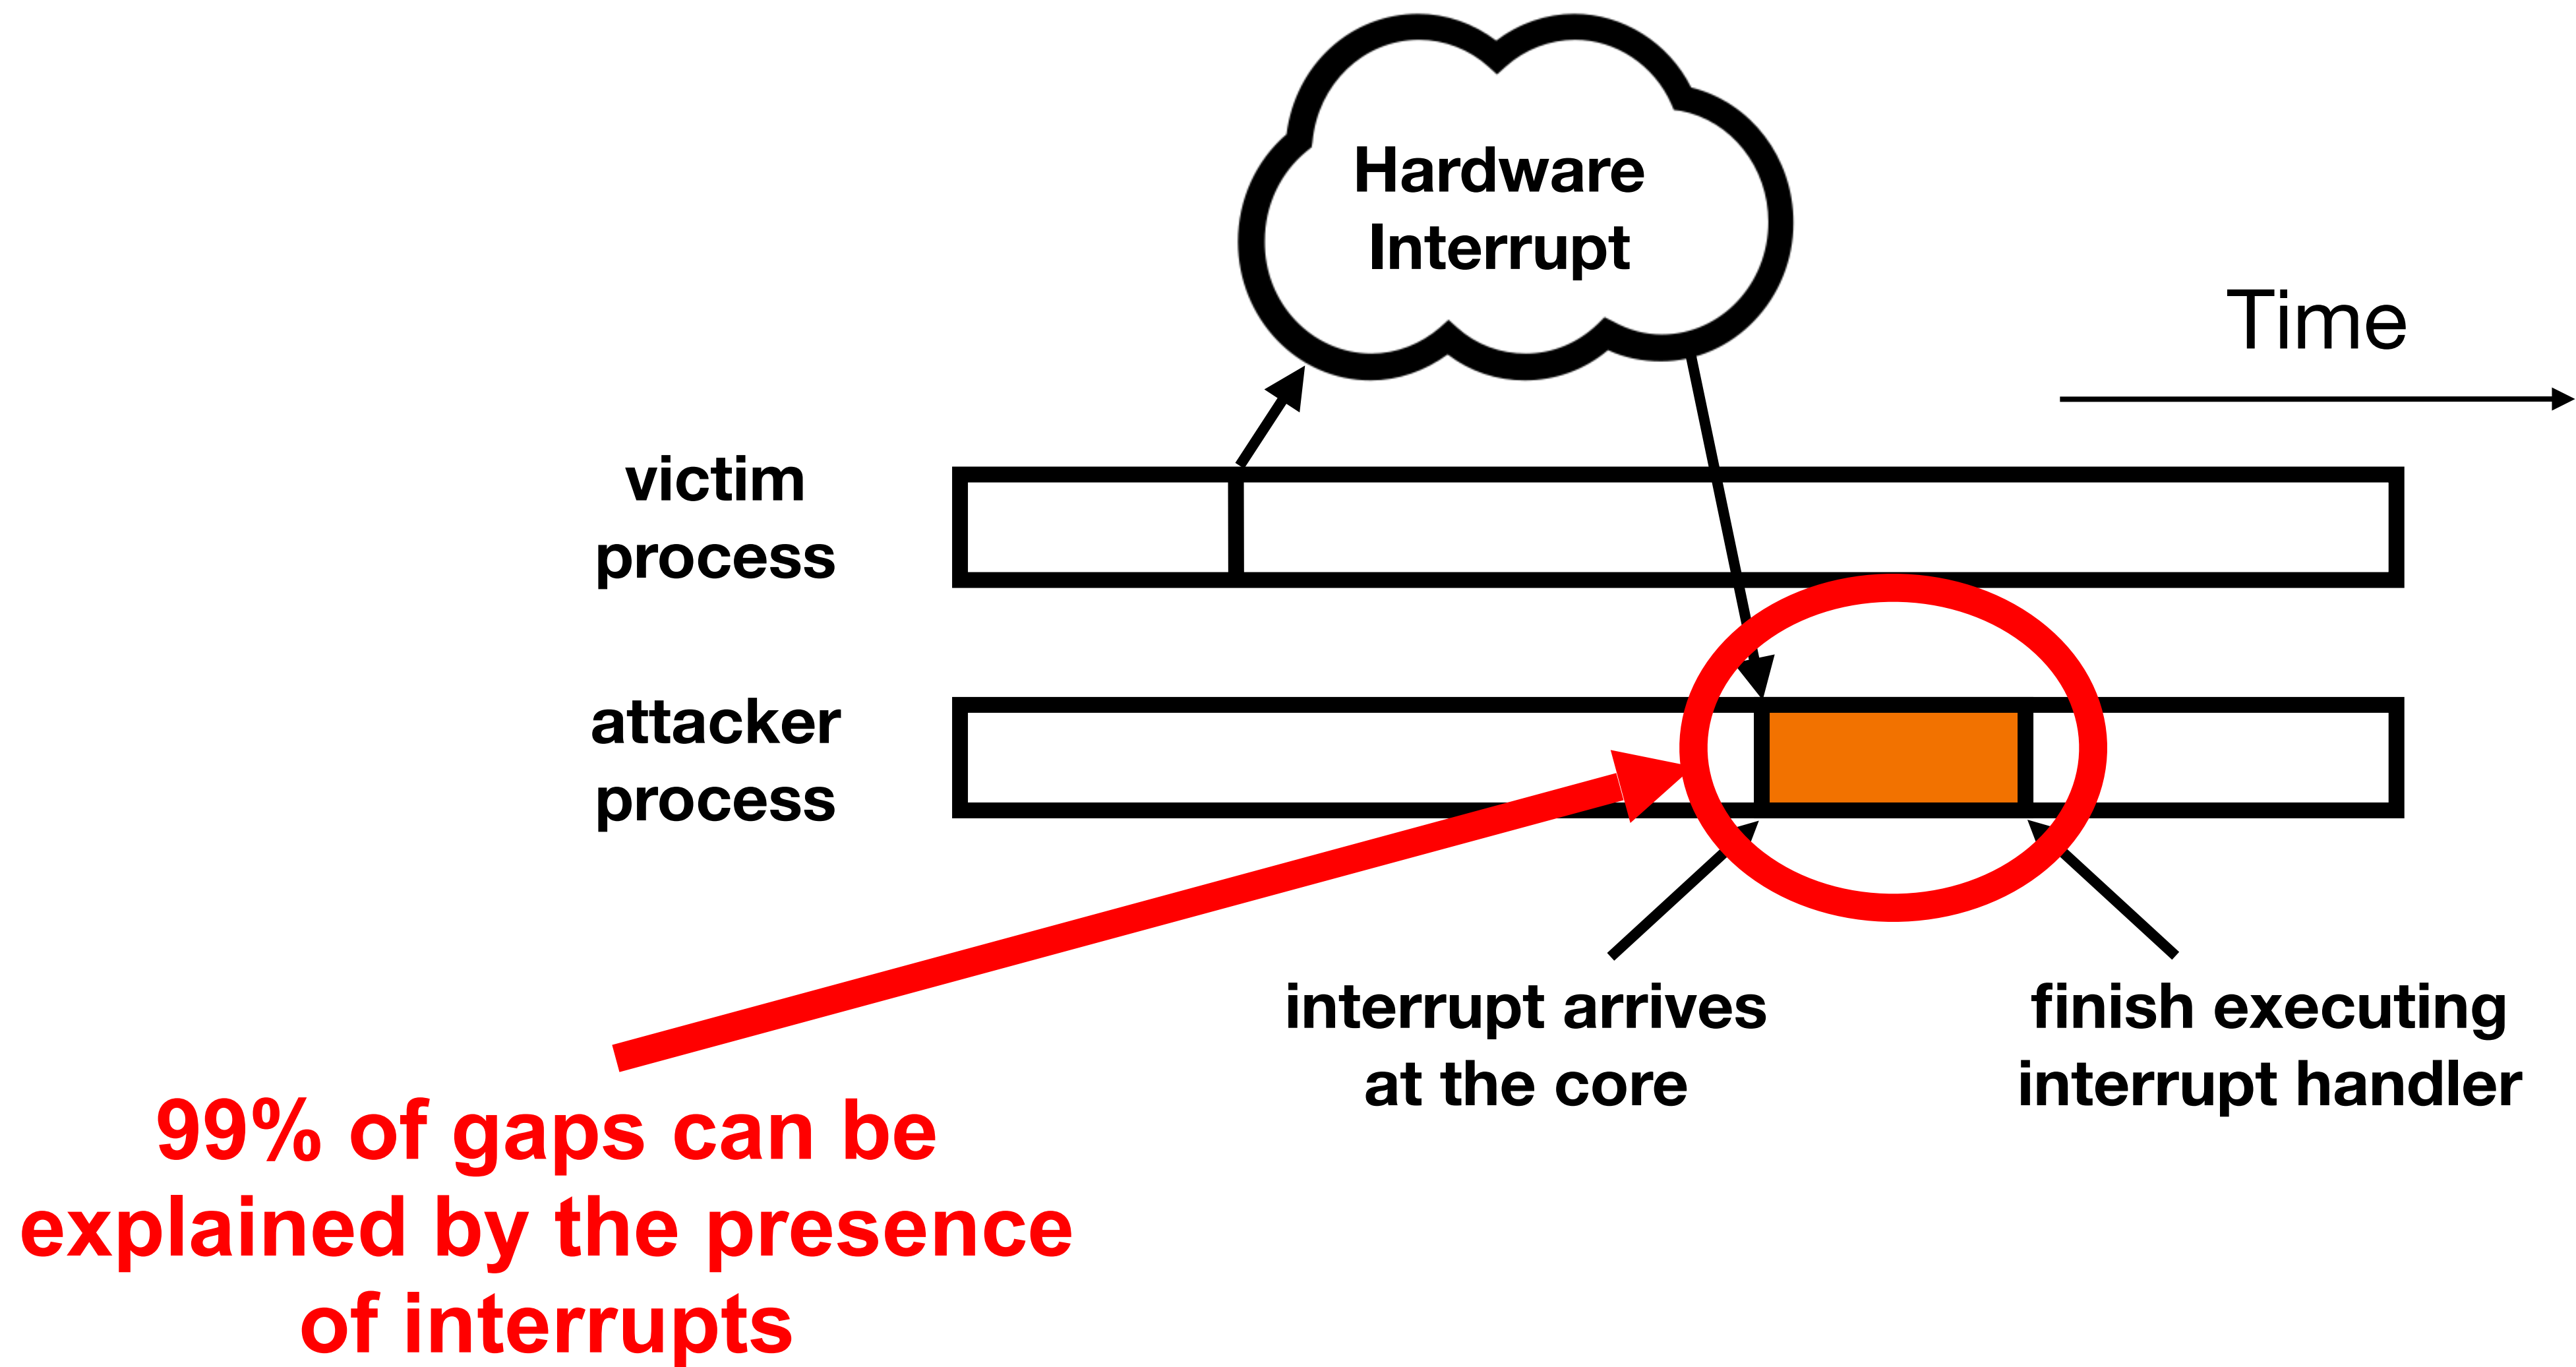 Hardware
Interrupt
Time
victim
process
attacker
process
interrupt arrives
at the core
finish executing
interrupt handler
99% of gaps can be
explained by the presence
of interrupts